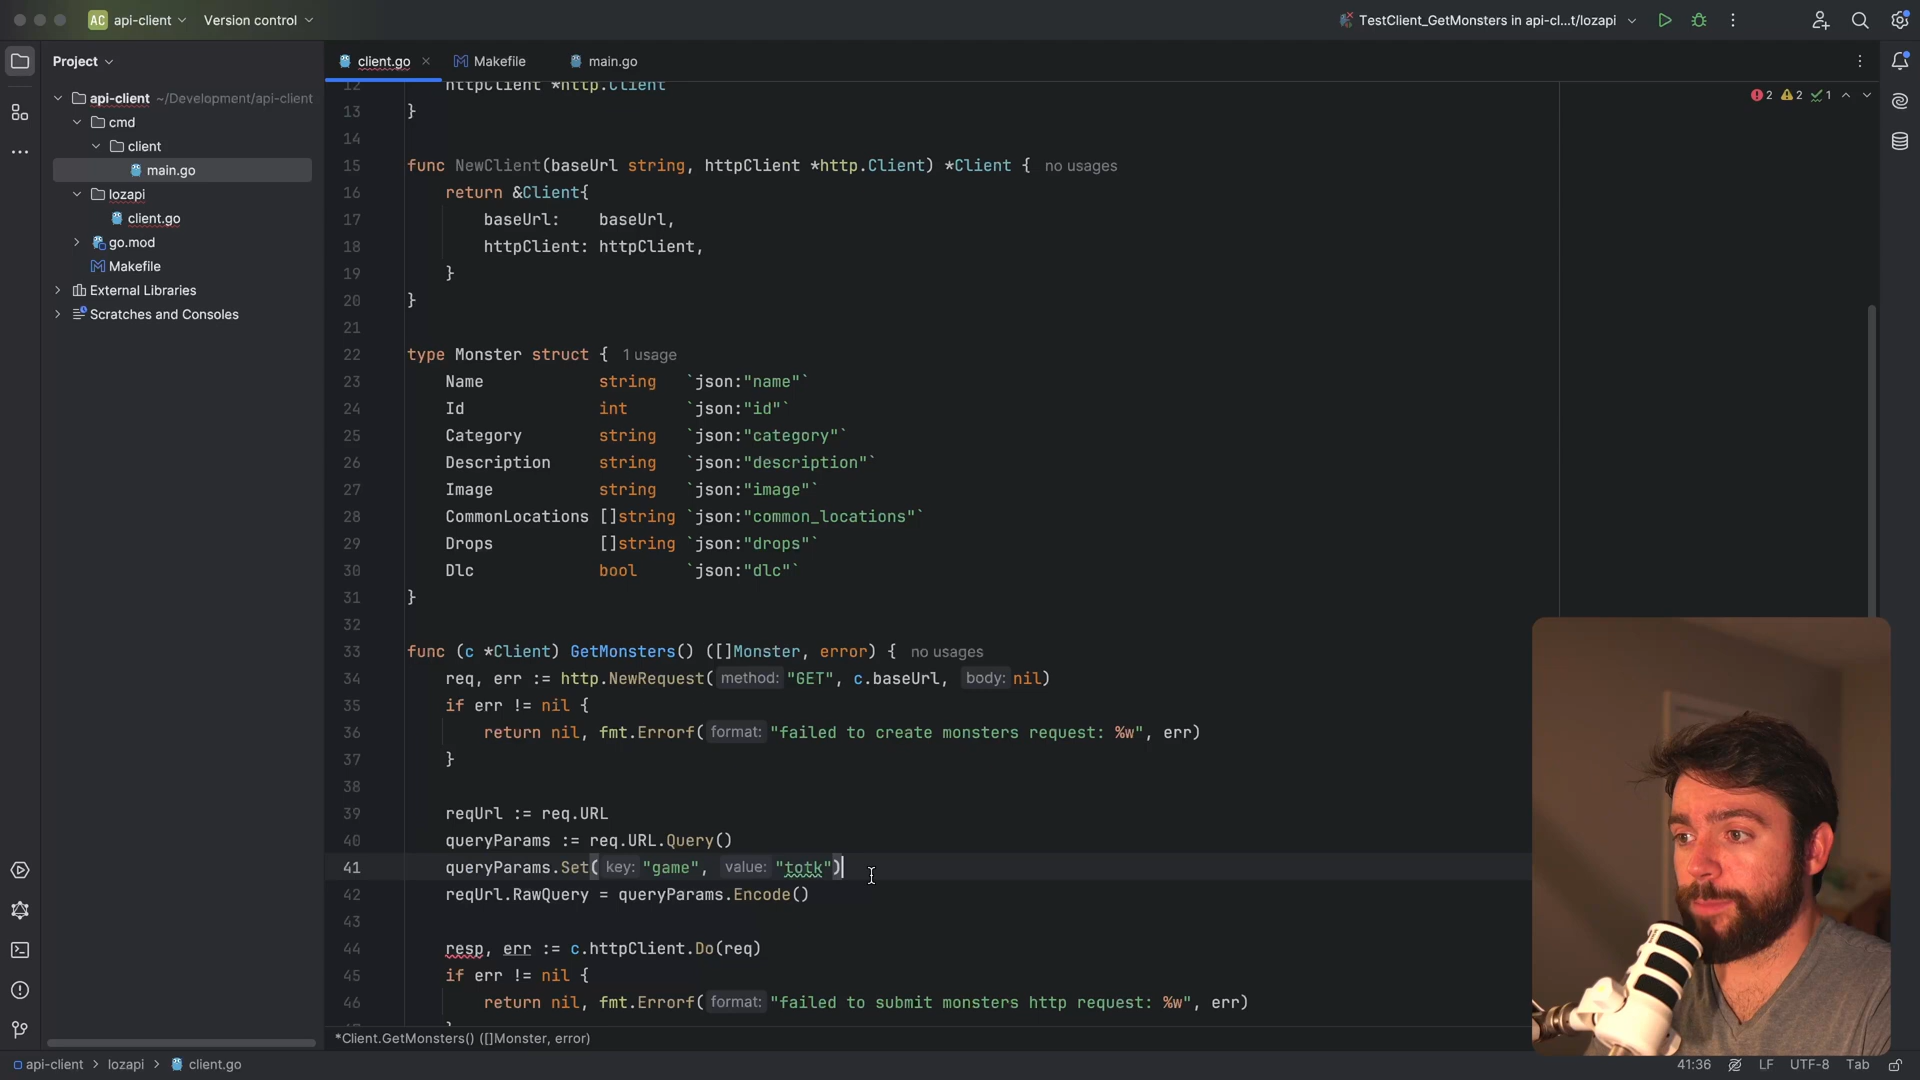 AC api-client Version control TestClient_GetMonsters in api-cl...t/lozapi
Project
client.go Makefile main.go
api-client ~/Development/api-client
cmd
client
main.go
lozapi
client.go
go.mod
Makefile
External Libraries
Scratches and Consoles
2 2 1
12 httpClient *http.Client
13 }
14
15 func NewClient(baseUrl string, httpClient *http.Client) *Client { no usages
16 return &Client{
17 baseUrl: baseUrl,
18 httpClient: httpClient,
19 }
20 }
21
22 type Monster struct { 1 usage
23 Name string `json:"name"`
24 Id int `json:"id"`
25 Category string `json:"category"`
26 Description string `json:"description"`
27 Image string `json:"image"`
28 CommonLocations []string `json:"common_locations"`
29 Drops []string `json:"drops"`
30 Dlc bool `json:"dlc"`
31 }
32
33 func (c *Client) GetMonsters() ([]Monster, error) { no usages
34 req, err := http.NewRequest( method: "GET", c.baseUrl, body: nil)
35 if err != nil {
36 return nil, fmt.Errorf( format: "failed to create monsters request: %w", err)
37 }
38
39 reqUrl := req.URL
40 queryParams := req.URL.Query()
41 queryParams.Set( key: "game", value: "totk")
42 reqUrl.RawQuery = queryParams.Encode()
43
44 resp, err := c.httpClient.Do(req)
45 if err != nil {
46 return nil, fmt.Errorf( format: "failed to submit monsters http request: %w", err)
*Client.GetMonsters() ([]Monster, error)
api-client > lozapi > client.go 41:36 LF UTF-8 Tab